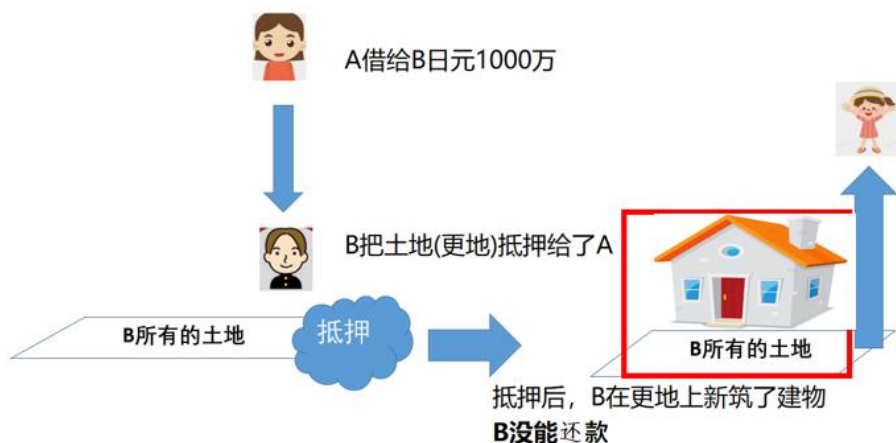 A借给B日元1000万
B把土地(更地)抵押给了A
B所有的土地
抵押
B所有的土地
抵押后，B在更地上新筑了建物
B没能还款